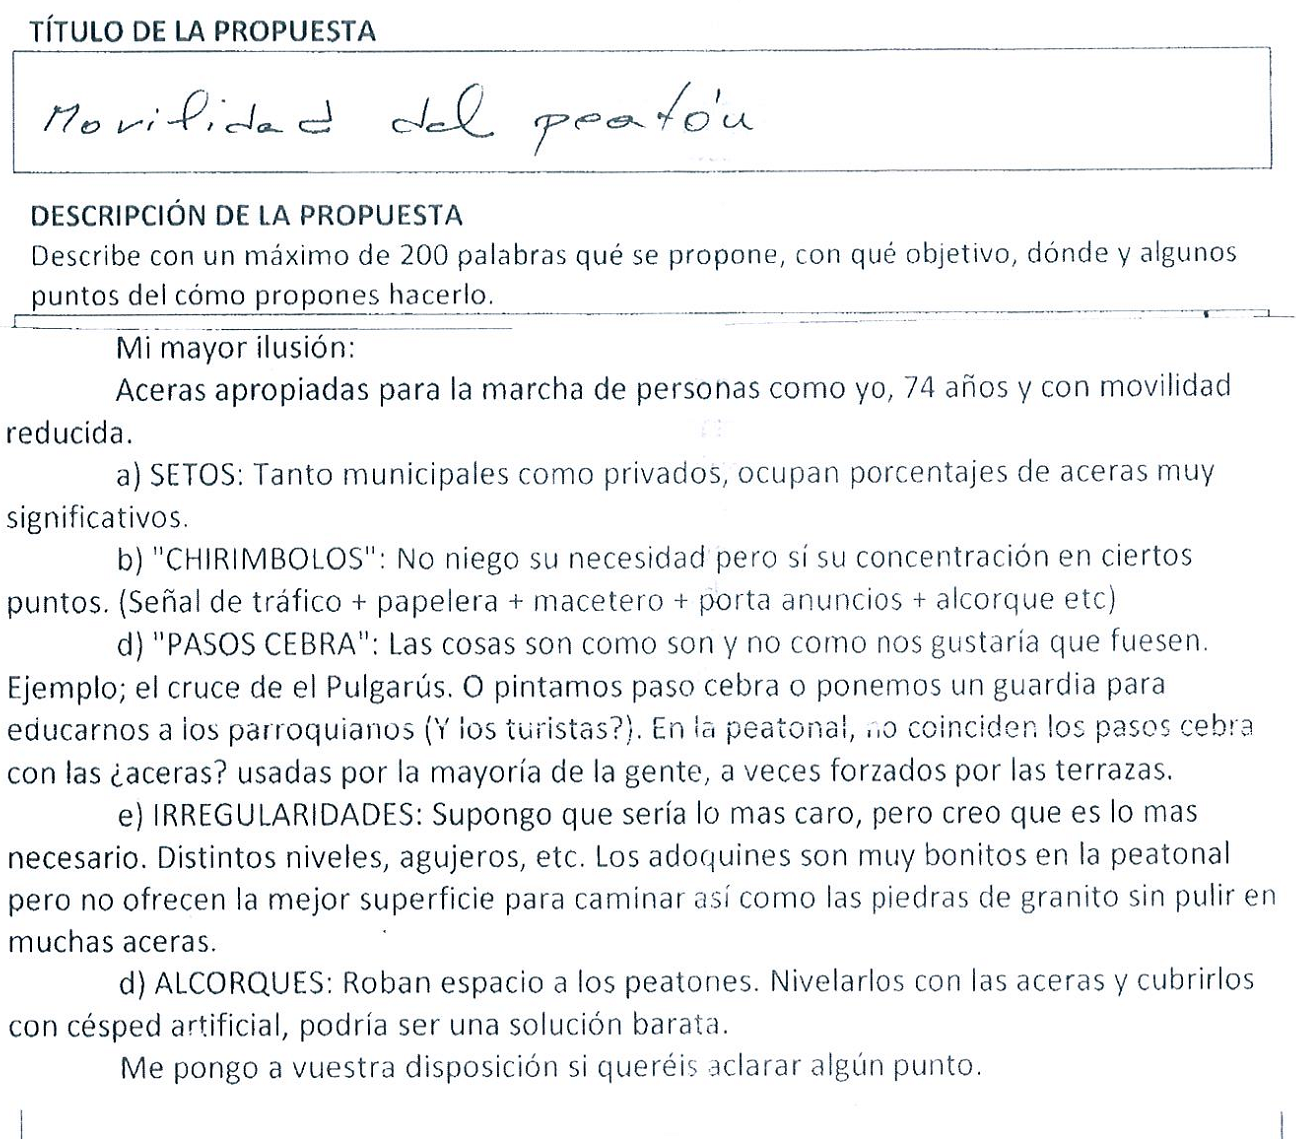 TÍTULO DE LA PROPUESTA
Movilidad del peatón
DESCRIPCIÓN DE LA PROPUESTA
Describe con un máximo de 200 palabras qué se propone, con qué objetivo, dónde y algunos
puntos del cómo propones hacerlo.
Mi mayor ilusión:
Aceras apropiadas para la marcha de personas como yo, 74 años y con movilidad
reducida.
a) SETOS: Tanto municipales como privados, ocupan porcentajes de aceras muy
significativos.
b) "CHIRIMBOLOS": No niego su necesidad pero sí su concentración en ciertos
puntos. (Señal de tráfico + papelera + macetero + porta anuncios + alcorque etc)
d) "PASOS CEBRA": Las cosas son como son y no como nos gustaría que fuesen.
Ejemplo; el cruce de el Pulgarús. O pintamos paso cebra o ponemos un guardia para
educarnos a los parroquianos (Y los turistas?). En la peatonal, no coinciden los pasos cebra
con las ¿aceras? usadas por la mayoría de la gente, a veces forzados por las terrazas.
e) IRREGULARIDADES: Supongo que sería lo mas caro, pero creo que es lo mas
necesario. Distintos niveles, agujeros, etc. Los adoquines son muy bonitos en la peatonal
pero no ofrecen la mejor superficie para caminar así como las piedras de granito sin pulir en
muchas aceras.
d) ALCORQUES: Roban espacio a los peatones. Nivelarlos con las aceras y cubrirlos
con césped artificial, podría ser una solución barata.
Me pongo a vuestra disposición si queréis aclarar algún punto.